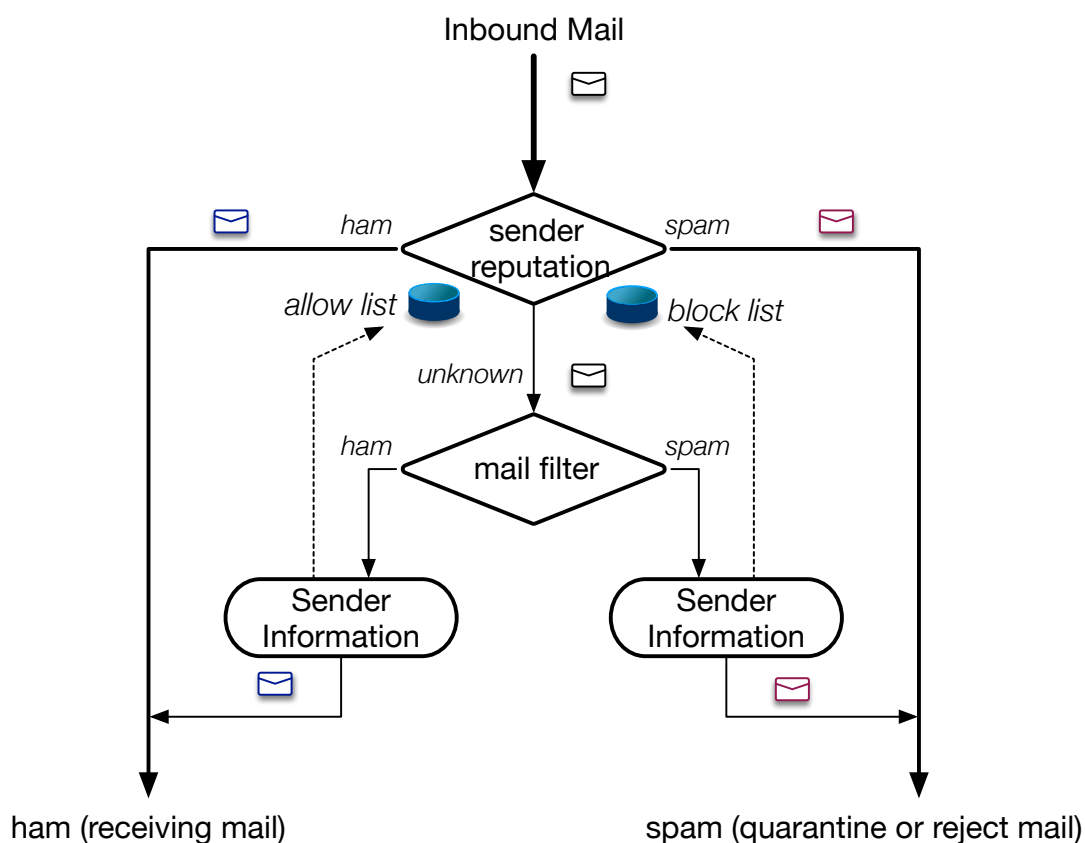 Inbound Mail
ham
sender
reputation
spam
allow list
block list
unknown
ham
mail filter
spam
Sender
Information
Sender
Information
ham (receiving mail)
spam (quarantine or reject mail)